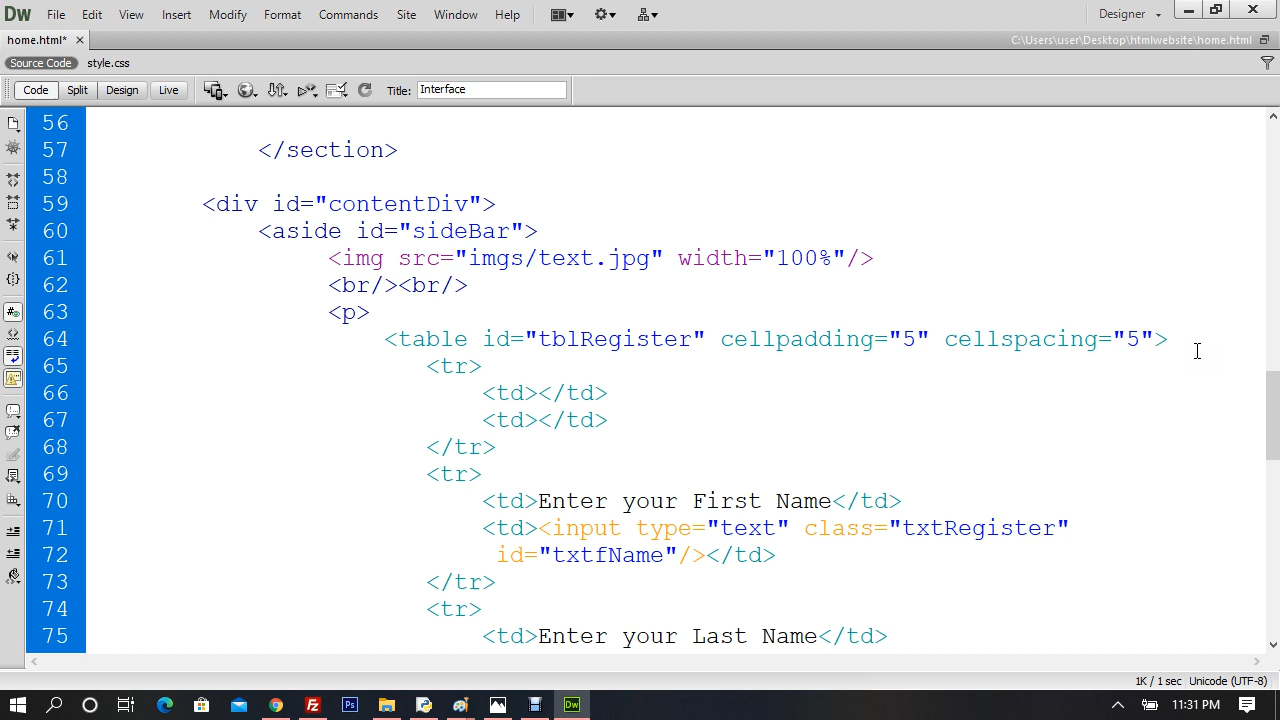 Dw File Edit View Insert Modify Format Commands Site Window Help Designer
home.html* C:\Users\user\Desktop\htmlwebsite\home.html
Source Code style.css
Code Split Design Live Title: Interface
56
57 </section>
58
59 <div id="contentDiv">
60 <aside id="sideBar">
61 <img src="imgs/text.jpg" width="100%"/>
62 <br/><br/>
63 <p>
64 <table id="tblRegister" cellpadding="5" cellspacing="5">
65 <tr>
66 <td></td>
67 <td></td>
68 </tr>
69 <tr>
70 <td>Enter your First Name</td>
71 <td><input type="text" class="txtRegister"
72 id="txtfName"/></td>
73 </tr>
74 <tr>
75 <td>Enter your Last Name</td>
1K / 1 sec Unicode (UTF-8)
Fz Ps Dw 11:31 PM